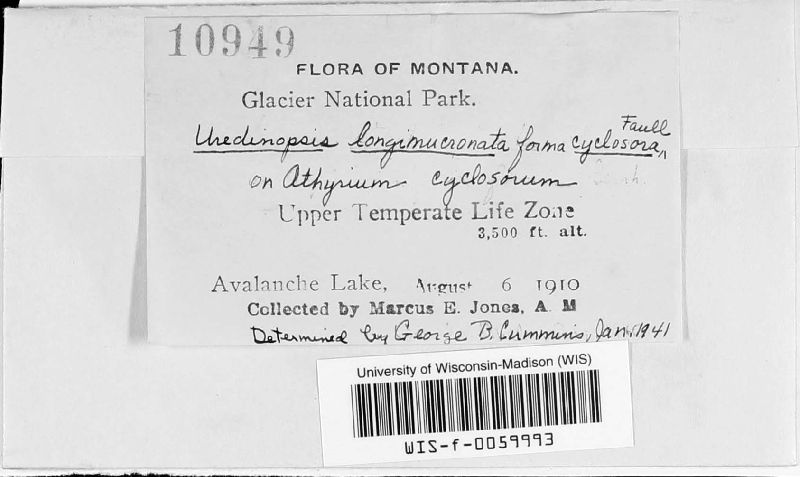 10949
FLORA OF MONTANA.
Glacier National Park.
Uredinopsis longimucronata forma cyclosora, Faull
on Athyrium cyclosorum
Upper Temperate Life Zone
3,500 ft. alt.
Avalanche Lake, August 6 1910
Collected by Marcus E. Jones, A. M
Determined by George B. Cummins, Jan. 1941
University of Wisconsin-Madison (WIS)
WIS-f-0059993